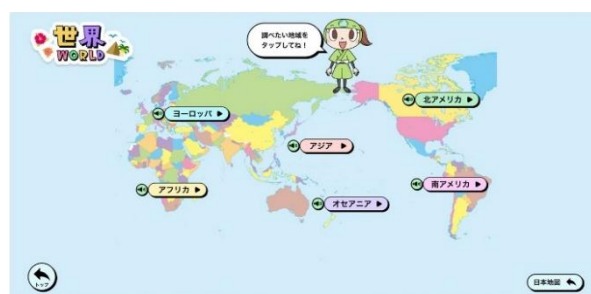 世界
WORLD
調べたい地域を
タップしてね！
ヨーロッパ
北アメリカ
アジア
アフリカ
オセアニア
南アメリカ
トップ
日本地図